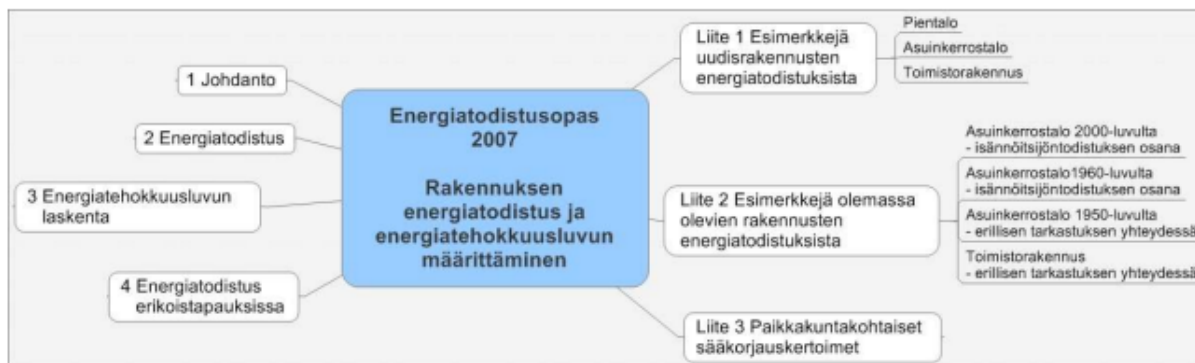 Energiatodistusopas
2007
Rakennuksen
energiatodistus ja
energiatehokkuusluvun
määrittäminen
1 Johdanto
2 Energiatodistus
3 Energiatehokkuusluvun
laskenta
4 Energiatodistus
erikoistapauksissa
Liite 1 Esimerkkejä
uudisrakennusten
energiatodistuksista
Pientalo
Asuinkerrostalo
Toimistorakennus
Liite 2 Esimerkkejä olemassa
olevien rakennusten
energiatodistuksista
Asuinkerrostalo 2000-luvulta
- isännöitsijöntodistuksen osana
Asuinkerrostalo1960-luvulta
- isännöitsijöntodistuksen osana
Asuinkerrostalo 1950-luvulta
- erillisen tarkastuksen yhteydessä
Toimistorakennus
- erillisen tarkastuksen yhteydessä
Liite 3 Paikkakuntakohtaiset
sääkorjauskertoimet